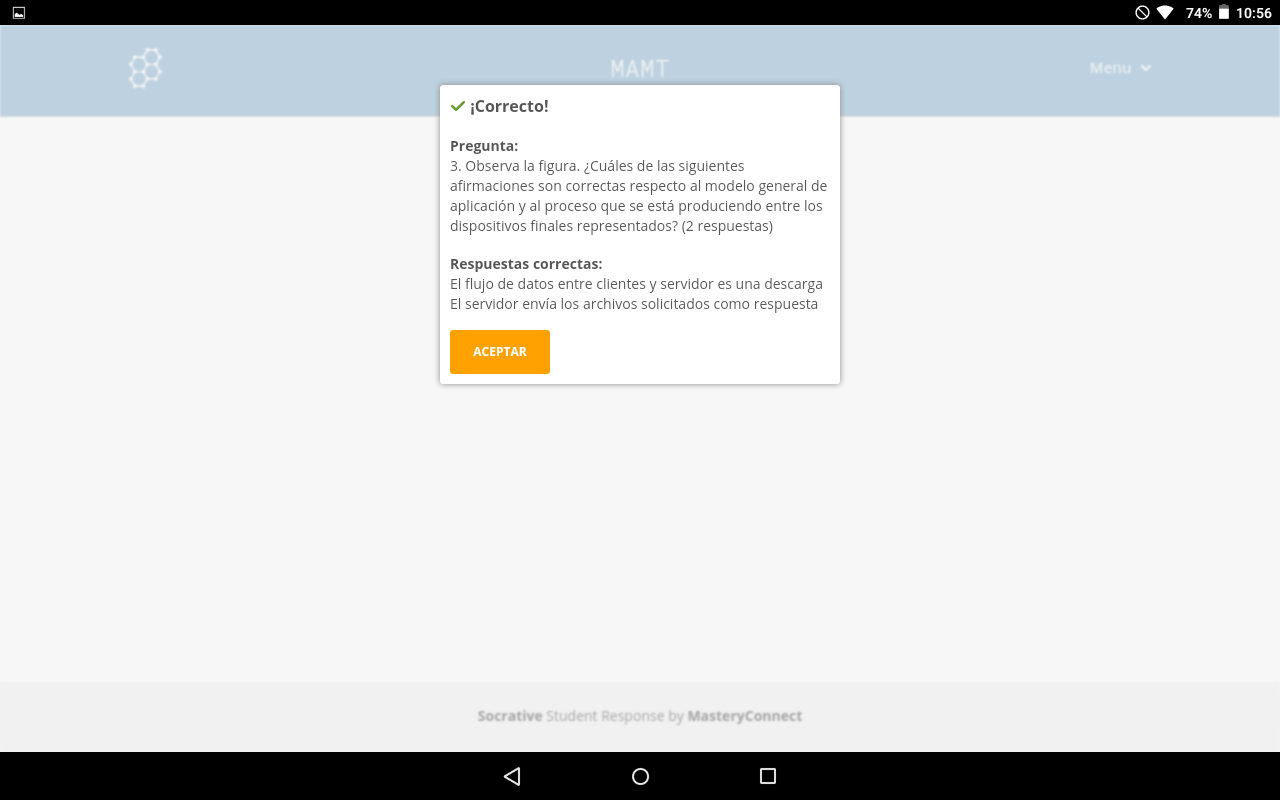 74% 10:56
MAMT
Menu
¡Correcto!
Pregunta:
3. Observa la figura. ¿Cuáles de las siguientes
afirmaciones son correctas respecto al modelo general de
aplicación y al proceso que se está produciendo entre los
dispositivos finales representados? (2 respuestas)
Respuestas correctas:
El flujo de datos entre clientes y servidor es una descarga
El servidor envía los archivos solicitados como respuesta
ACEPTAR
Socrative Student Response by MasteryConnect